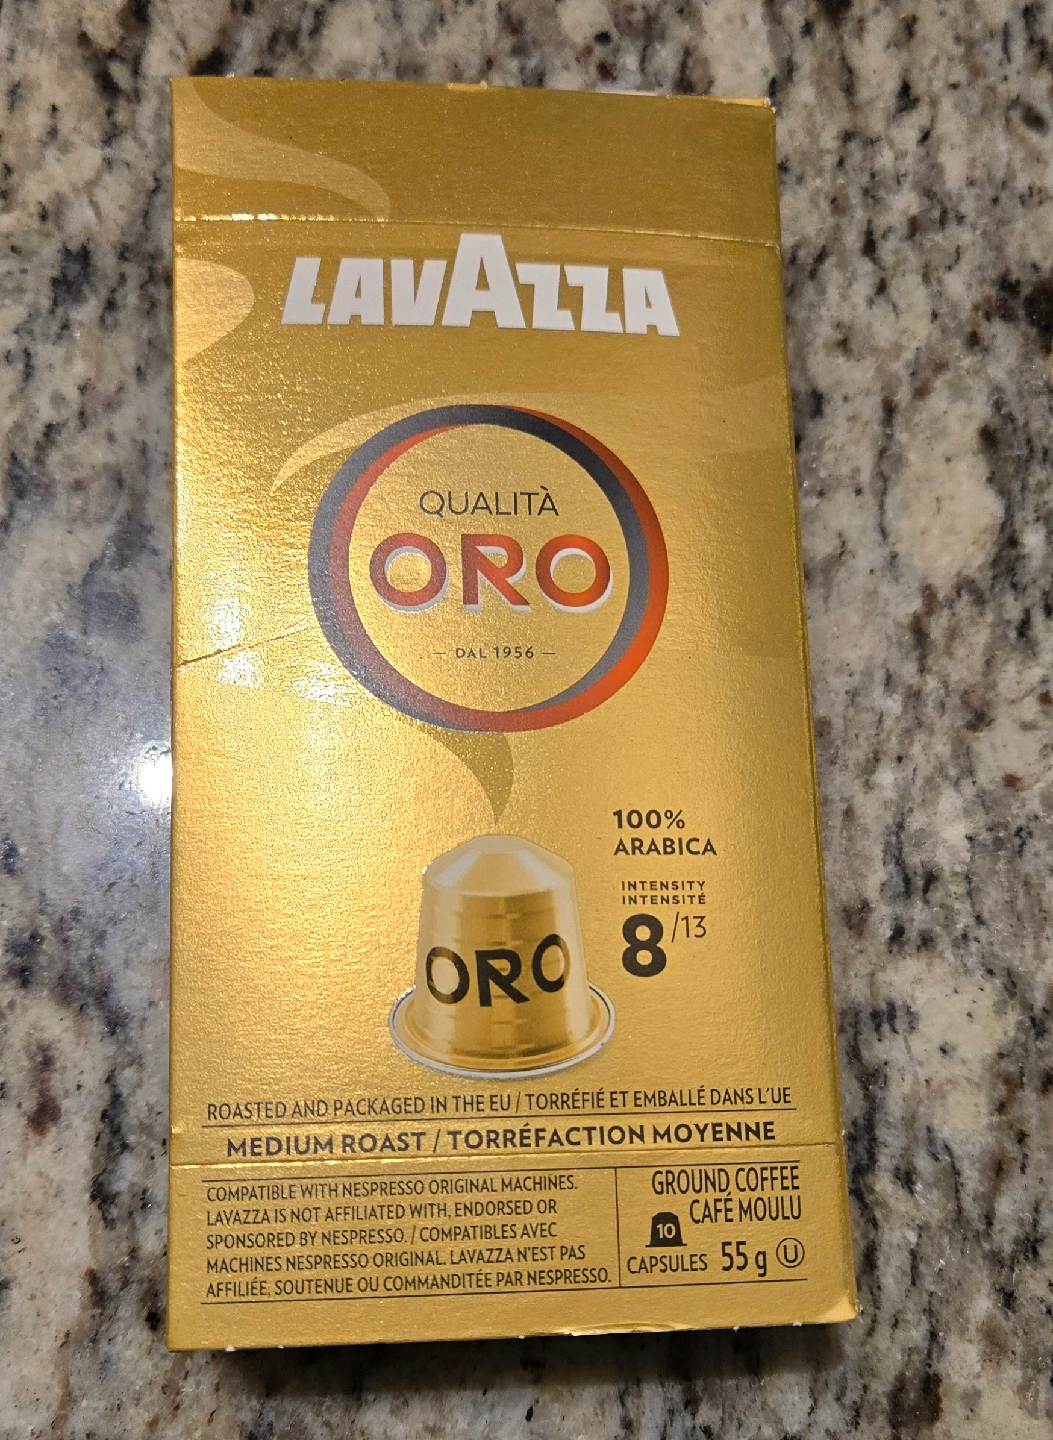 LAVAZZA
QUALITÀ
ORO
— DAL 1956 —
100%
ARABICA
INTENSITY
INTENSITÉ
8/13
ORO
ROASTED AND PACKAGED IN THE EU / TORRÉFIÉ ET EMBALLÉ DANS L'UE
MEDIUM ROAST / TORRÉFACTION MOYENNE
COMPATIBLE WITH NESPRESSO ORIGINAL MACHINES.
LAVAZZA IS NOT AFFILIATED WITH, ENDORSED OR
SPONSORED BY NESPRESSO. / COMPATIBLES AVEC
MACHINES NESPRESSO ORIGINAL. LAVAZZA N'EST PAS
AFFILIÉE, SOUTENUE OU COMMANDITÉE PAR NESPRESSO.
GROUND COFFEE
CAFÉ MOULU
10
CAPSULES 55 g U